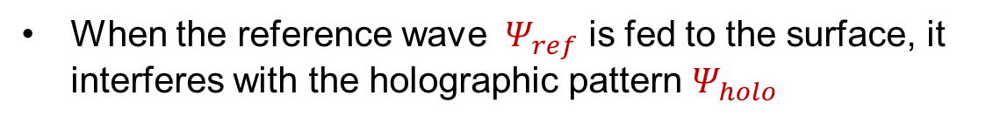 • When the reference wave Ψ_ref is fed to the surface, it
interferes with the holographic pattern Ψ_holo